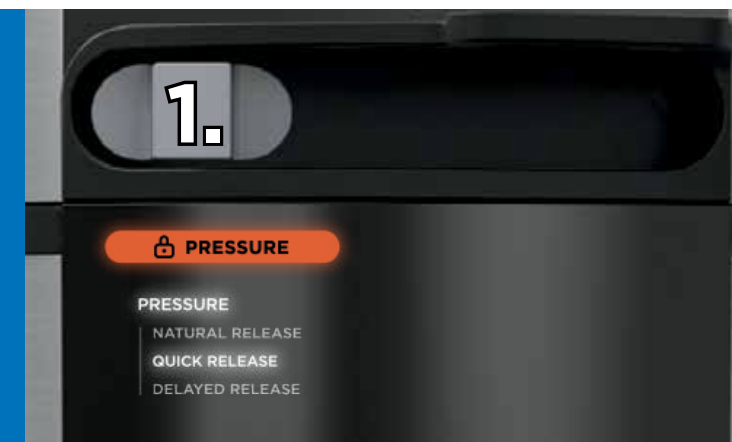 1.
PRESSURE
PRESSURE
NATURAL RELEASE
QUICK RELEASE
DELAYED RELEASE